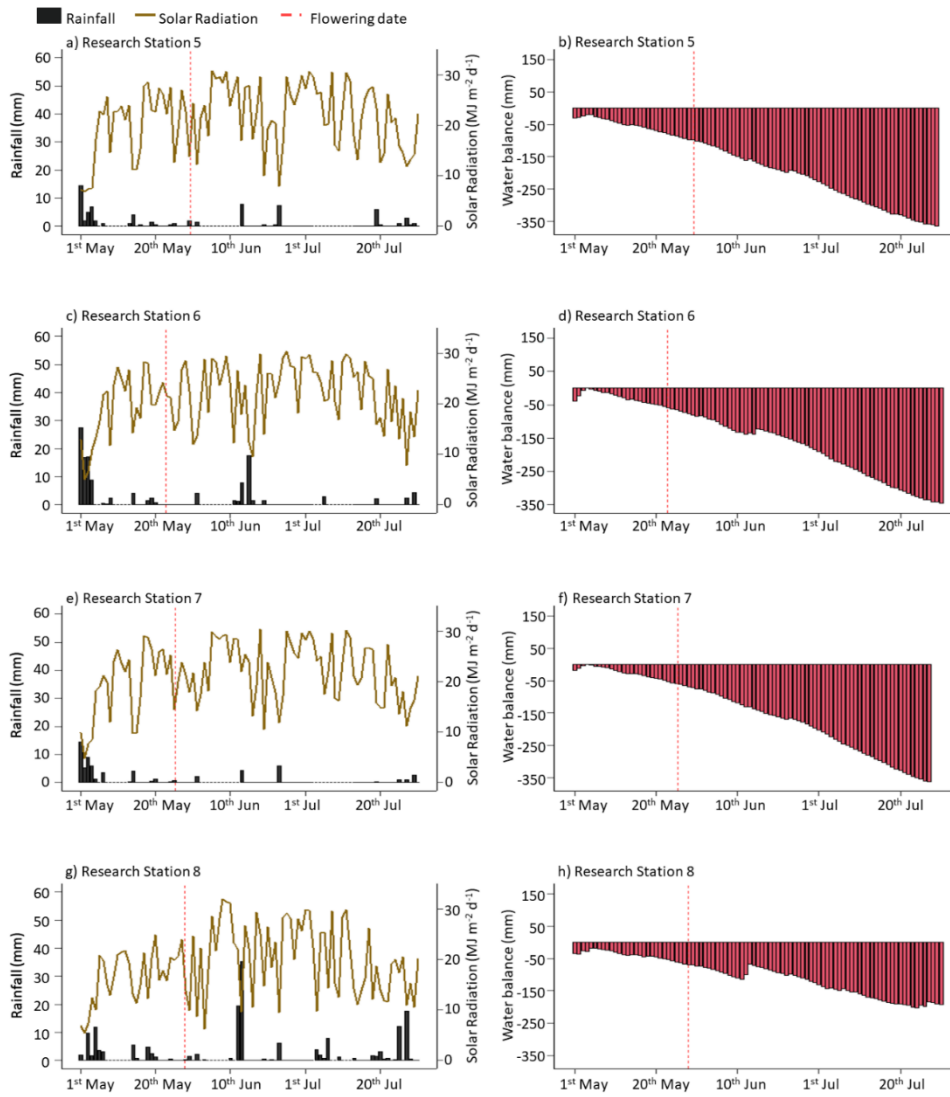 Rainfall Solar Radiation Flowering date
a) Research Station 5
b) Research Station 5
60
50
40
30
20
10
0
Rainfall (mm)
30
20
10
0
Solar Radiation (MJ m⁻² d⁻¹)
1ˢᵗ May 20ᵗʰ May 10ᵗʰ Jun 1ˢᵗ Jul 20ᵗʰ Jul
150
50
-50
-150
-250
-350
Water balance (mm)
1ˢᵗ May 20ᵗʰ May 10ᵗʰ Jun 1ˢᵗ Jul 20ᵗʰ Jul
c) Research Station 6
d) Research Station 6
60
50
40
30
20
10
0
Rainfall (mm)
30
20
10
0
Solar Radiation (MJ m⁻² d⁻¹)
1ˢᵗ May 20ᵗʰ May 10ᵗʰ Jun 1ˢᵗ Jul 20ᵗʰ Jul
150
50
-50
-150
-250
-350
Water balance (mm)
1ˢᵗ May 20ᵗʰ May 10ᵗʰ Jun 1ˢᵗ Jul 20ᵗʰ Jul
e) Research Station 7
f) Research Station 7
60
50
40
30
20
10
0
Rainfall (mm)
30
20
10
0
Solar Radiation (MJ m⁻² d⁻¹)
1ˢᵗ May 20ᵗʰ May 10ᵗʰ Jun 1ˢᵗ Jul 20ᵗʰ Jul
150
50
-50
-150
-250
-350
Water balance (mm)
1ˢᵗ May 20ᵗʰ May 10ᵗʰ Jun 1ˢᵗ Jul 20ᵗʰ Jul
g) Research Station 8
h) Research Station 8
60
50
40
30
20
10
0
Rainfall (mm)
30
20
10
0
Solar Radiation (MJ m⁻² d⁻¹)
1ˢᵗ May 20ᵗʰ May 10ᵗʰ Jun 1ˢᵗ Jul 20ᵗʰ Jul
150
50
-50
-150
-250
-350
Water balance (mm)
1ˢᵗ May 20ᵗʰ May 10ᵗʰ Jun 1ˢᵗ Jul 20ᵗʰ Jul